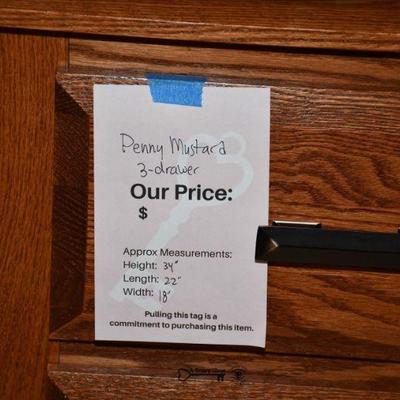 Penny Mustard
3-drawer
Our Price:
$
Approx Measurements:
Height: 34"
Length: 22"
Width: 18"
Pulling this tag is a
commitment to purchasing this item.